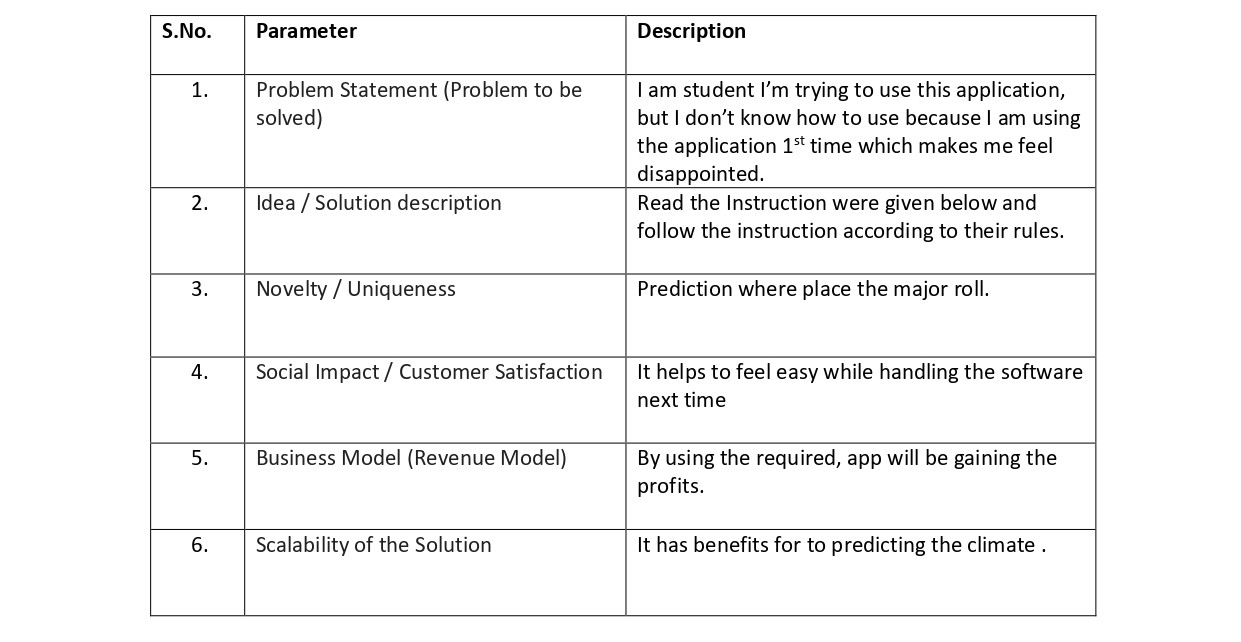 S.No. Parameter Description
1. Problem Statement (Problem to be I am student I’m trying to use this application,
solved) but I don’t know how to use because I am using
the application 1st time which makes me feel
disappointed.
2. Idea / Solution description Read the Instruction were given below and
follow the instruction according to their rules.
3. Novelty / Uniqueness Prediction where place the major roll.
4. Social Impact / Customer Satisfaction It helps to feel easy while handling the software
next time
5. Business Model (Revenue Model) By using the required, app will be gaining the
profits.
6. Scalability of the Solution It has benefits for to predicting the climate .